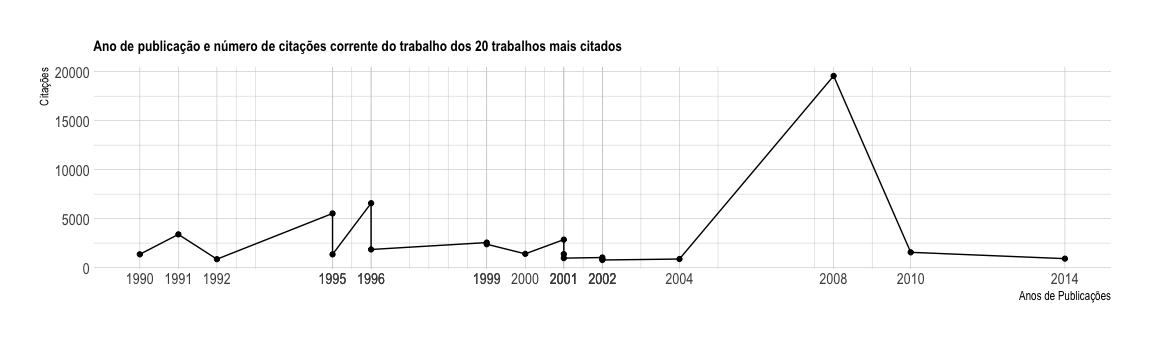 Ano de publicação e número de citações corrente do trabalho dos 20 trabalhos mais citados
Citações
20000
15000
10000
5000
0
1990 1991 1992 1995 1996 1999 2000 2001 2002 2004 2008 2010 2014
Anos de Publicações